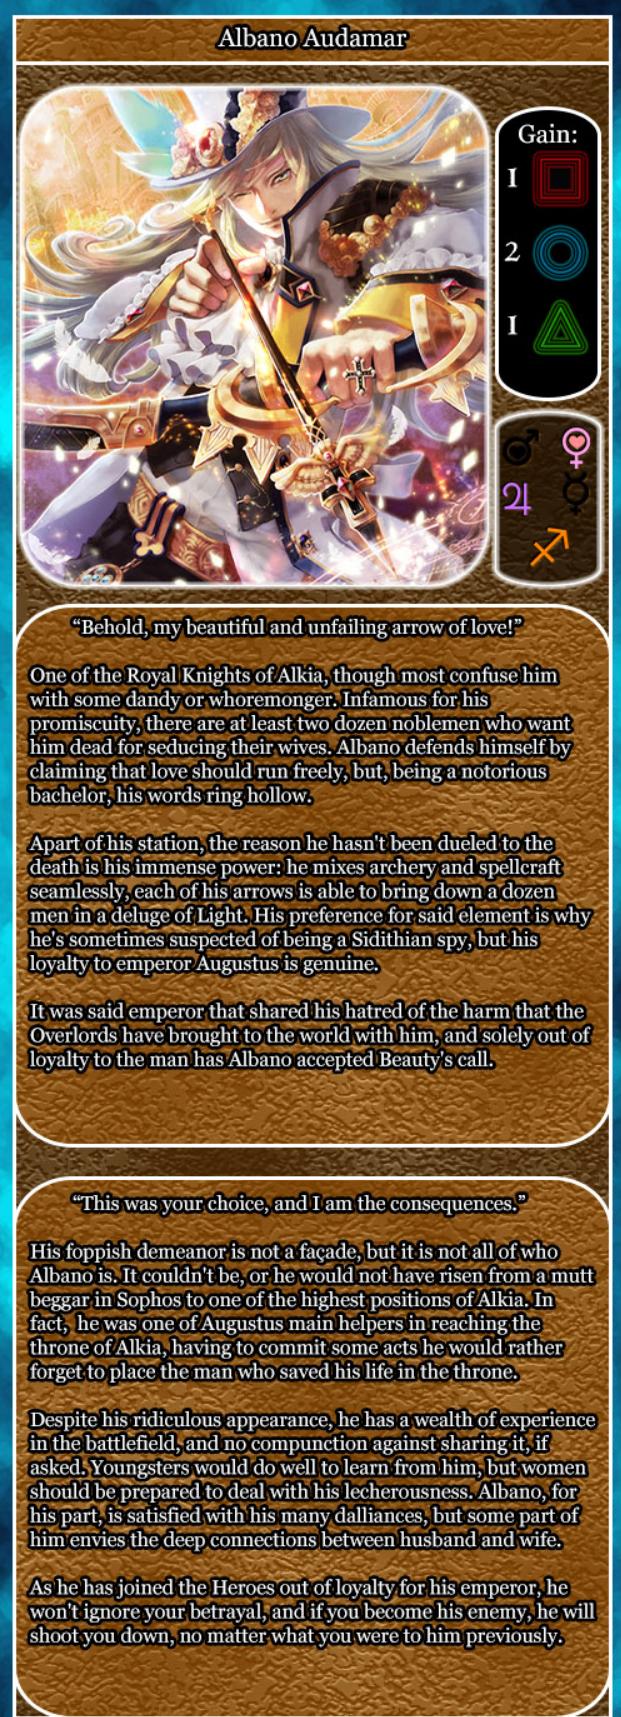 Albano Audamar
Gain:
1
2
1
“Behold, my beautiful and unfailing arrow of love!”
One of the Royal Knights of Alkia, though most confuse him
with some dandy or whoremonger. Infamous for his
promiscuity, there are at least two dozen noblemen who want
him dead for seducing their wives. Albano defends himself by
claiming that love should run freely, but, being a notorious
bachelor, his words ring hollow.
Apart of his station, the reason he hasn't been dueled to the
death is his immense power: he mixes archery and spellcraft
seamlessly, each of his arrows is able to bring down a dozen
men in a deluge of Light. His preference for said element is why
he's sometimes suspected of being a Sidithian spy, but his
loyalty to emperor Augustus is genuine.
It was said emperor that shared his hatred of the harm that the
Overlords have brought to the world with him, and solely out of
loyalty to the man has Albano accepted Beauty's call.
“This was your choice, and I am the consequences.”
His foppish demeanor is not a façade, but it is not all of who
Albano is. It couldn't be, or he would not have risen from a mutt
beggar in Sophos to one of the highest positions of Alkia. In
fact, he was one of Augustus main helpers in reaching the
throne of Alkia, having to commit some acts he would rather
forget to place the man who saved his life in the throne.
Despite his ridiculous appearance, he has a wealth of experience
in the battlefield, and no compunction against sharing it, if
asked. Youngsters would do well to learn from him, but women
should be prepared to deal with his lecherousness. Albano, for
his part, is satisfied with his many dalliances, but some part of
him envies the deep connections between husband and wife.
As he has joined the Heroes out of loyalty for his emperor, he
won't ignore your betrayal, and if you become his enemy, he will
shoot you down, no matter what you were to him previously.